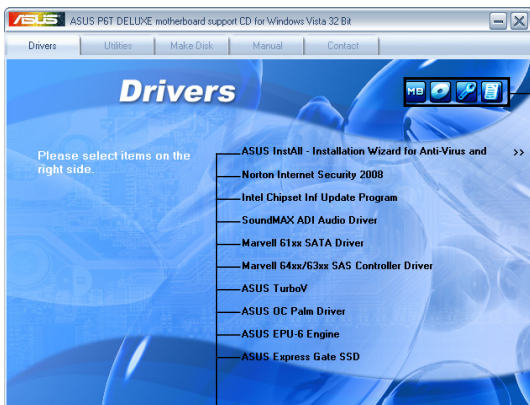 ASUS ASUS P6T DELUXE motherboard support CD for Windows Vista 32 Bit
Drivers Utilities Make Disk Manual Contact
Drivers
MB
Please select items on the
right side.
ASUS InstAll - Installation Wizard for Anti-Virus and >>
Norton Internet Security 2008
Intel Chipset Inf Update Program
SoundMAX ADI Audio Driver
Marvell 61xx SATA Driver
Marvell 64xx/63xx SAS Controller Driver
ASUS TurboV
ASUS OC Palm Driver
ASUS EPU-6 Engine
ASUS Express Gate SSD